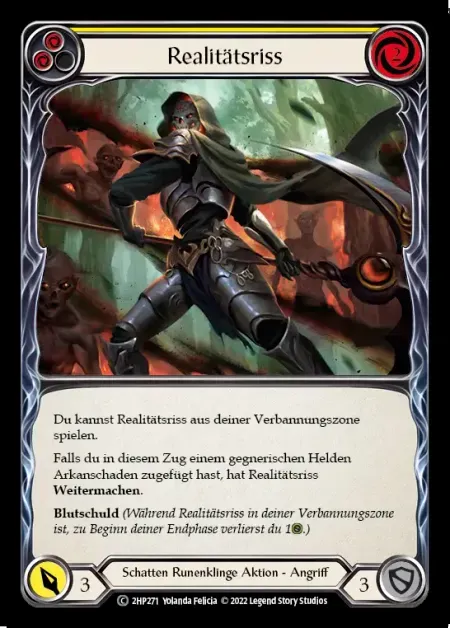 Realitätsriss
2
Du kannst Realitätsriss aus deiner Verbannungszone
spielen.
Falls du in diesem Zug einem gegnerischen Helden
Arkanschaden zugefügt hast, hat Realitätsriss
Weitermachen.
Blutschuld (Während Realitätsriss in deiner Verbannungszone
ist, zu Beginn deiner Endphase verlierst du 1.)
3
Schatten Runenklinge Aktion - Angriff
3
C 2HP271 Yolanda Felicia © 2022 Legend Story Studios